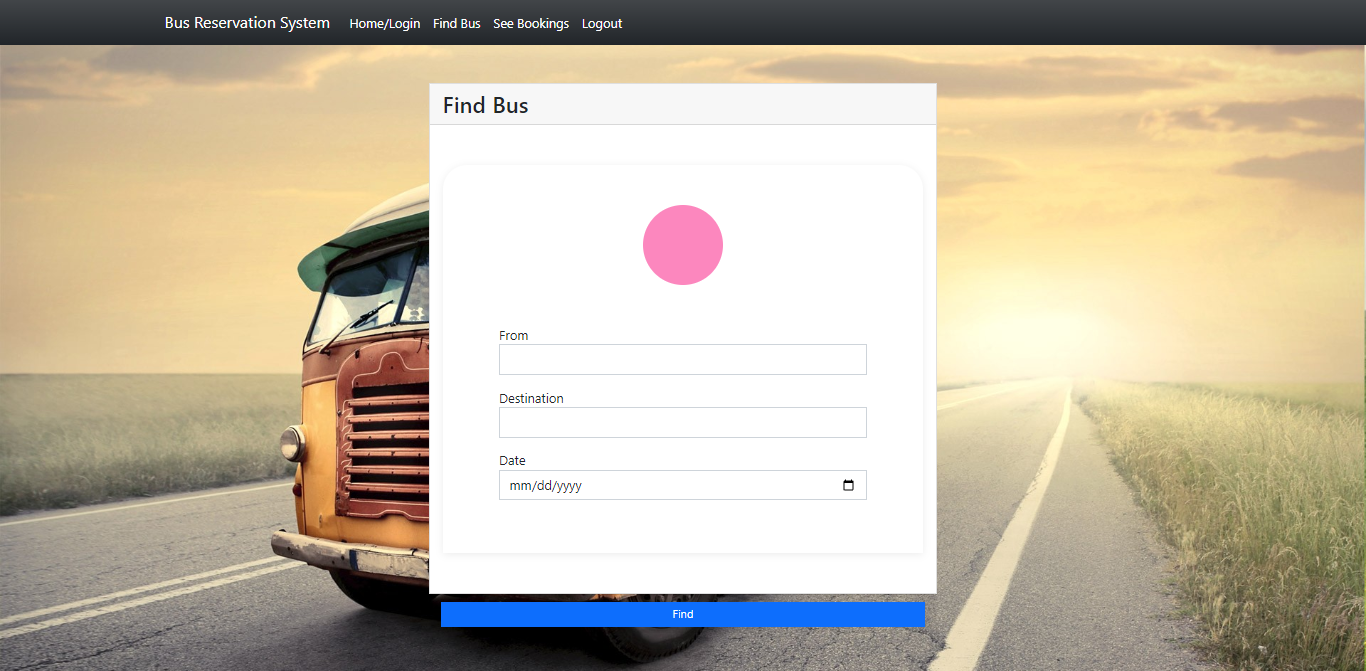 Bus Reservation System Home/Login Find Bus See Bookings Logout
Find Bus
From
Destination
Date
mm/dd/yyyy
Find